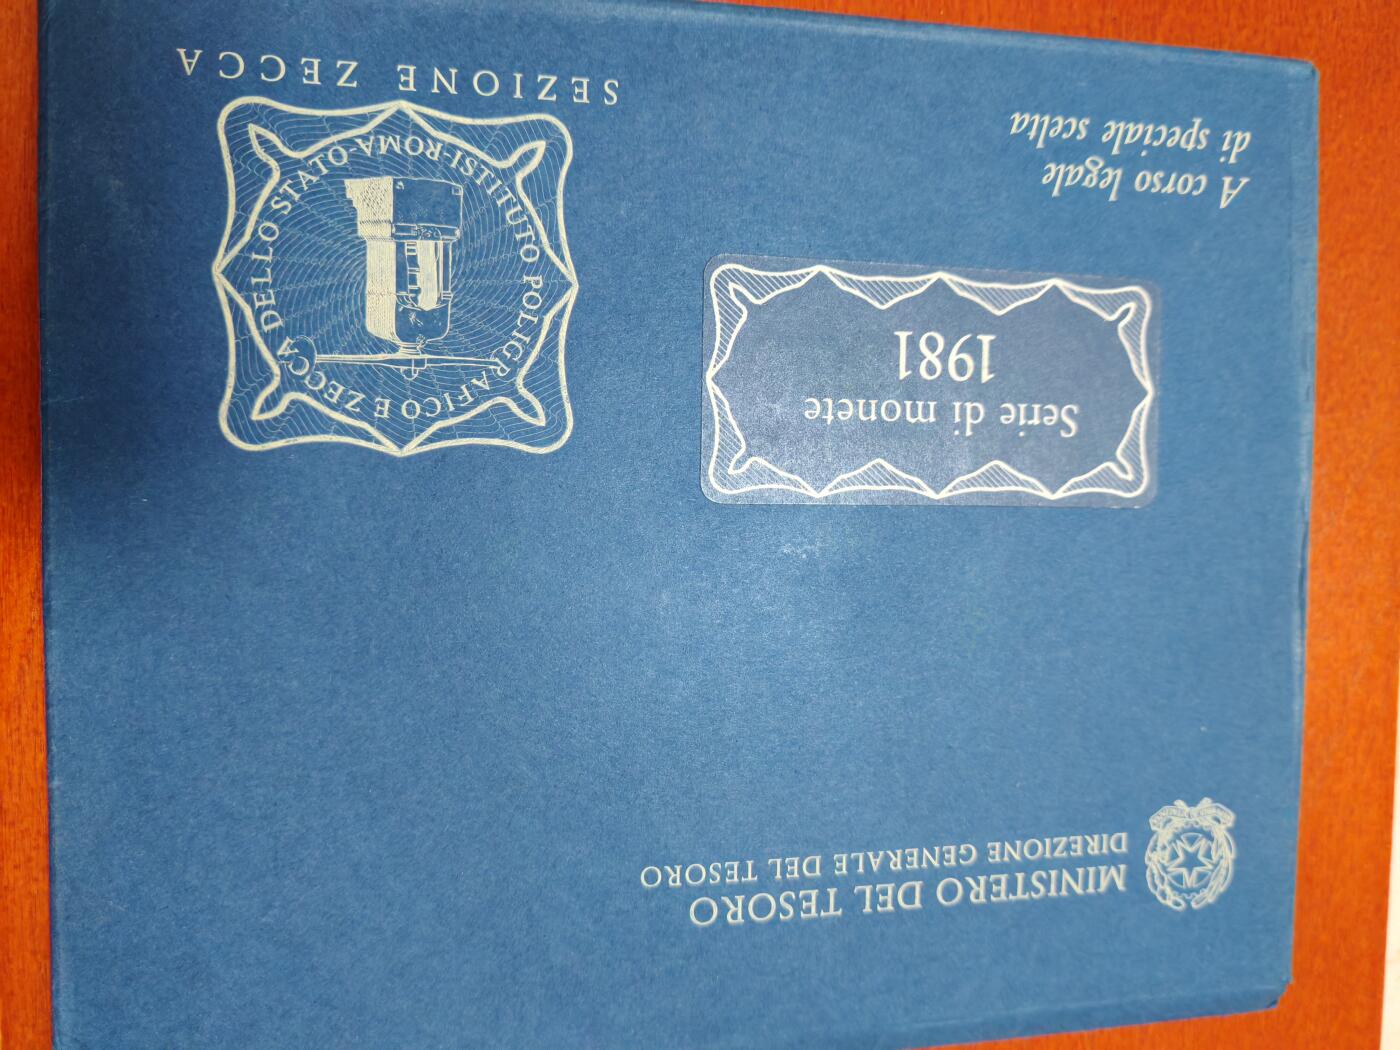 MINISTERO DEL TESORO
DIREZIONE GENERALE DEL TESORO
Serie di monete
1981
A corso legale
di speciale scelta
ISTITUTO POLIGRAFICO E ZECCA DELLO STATO-ROMA-
SEZIONE ZECCA